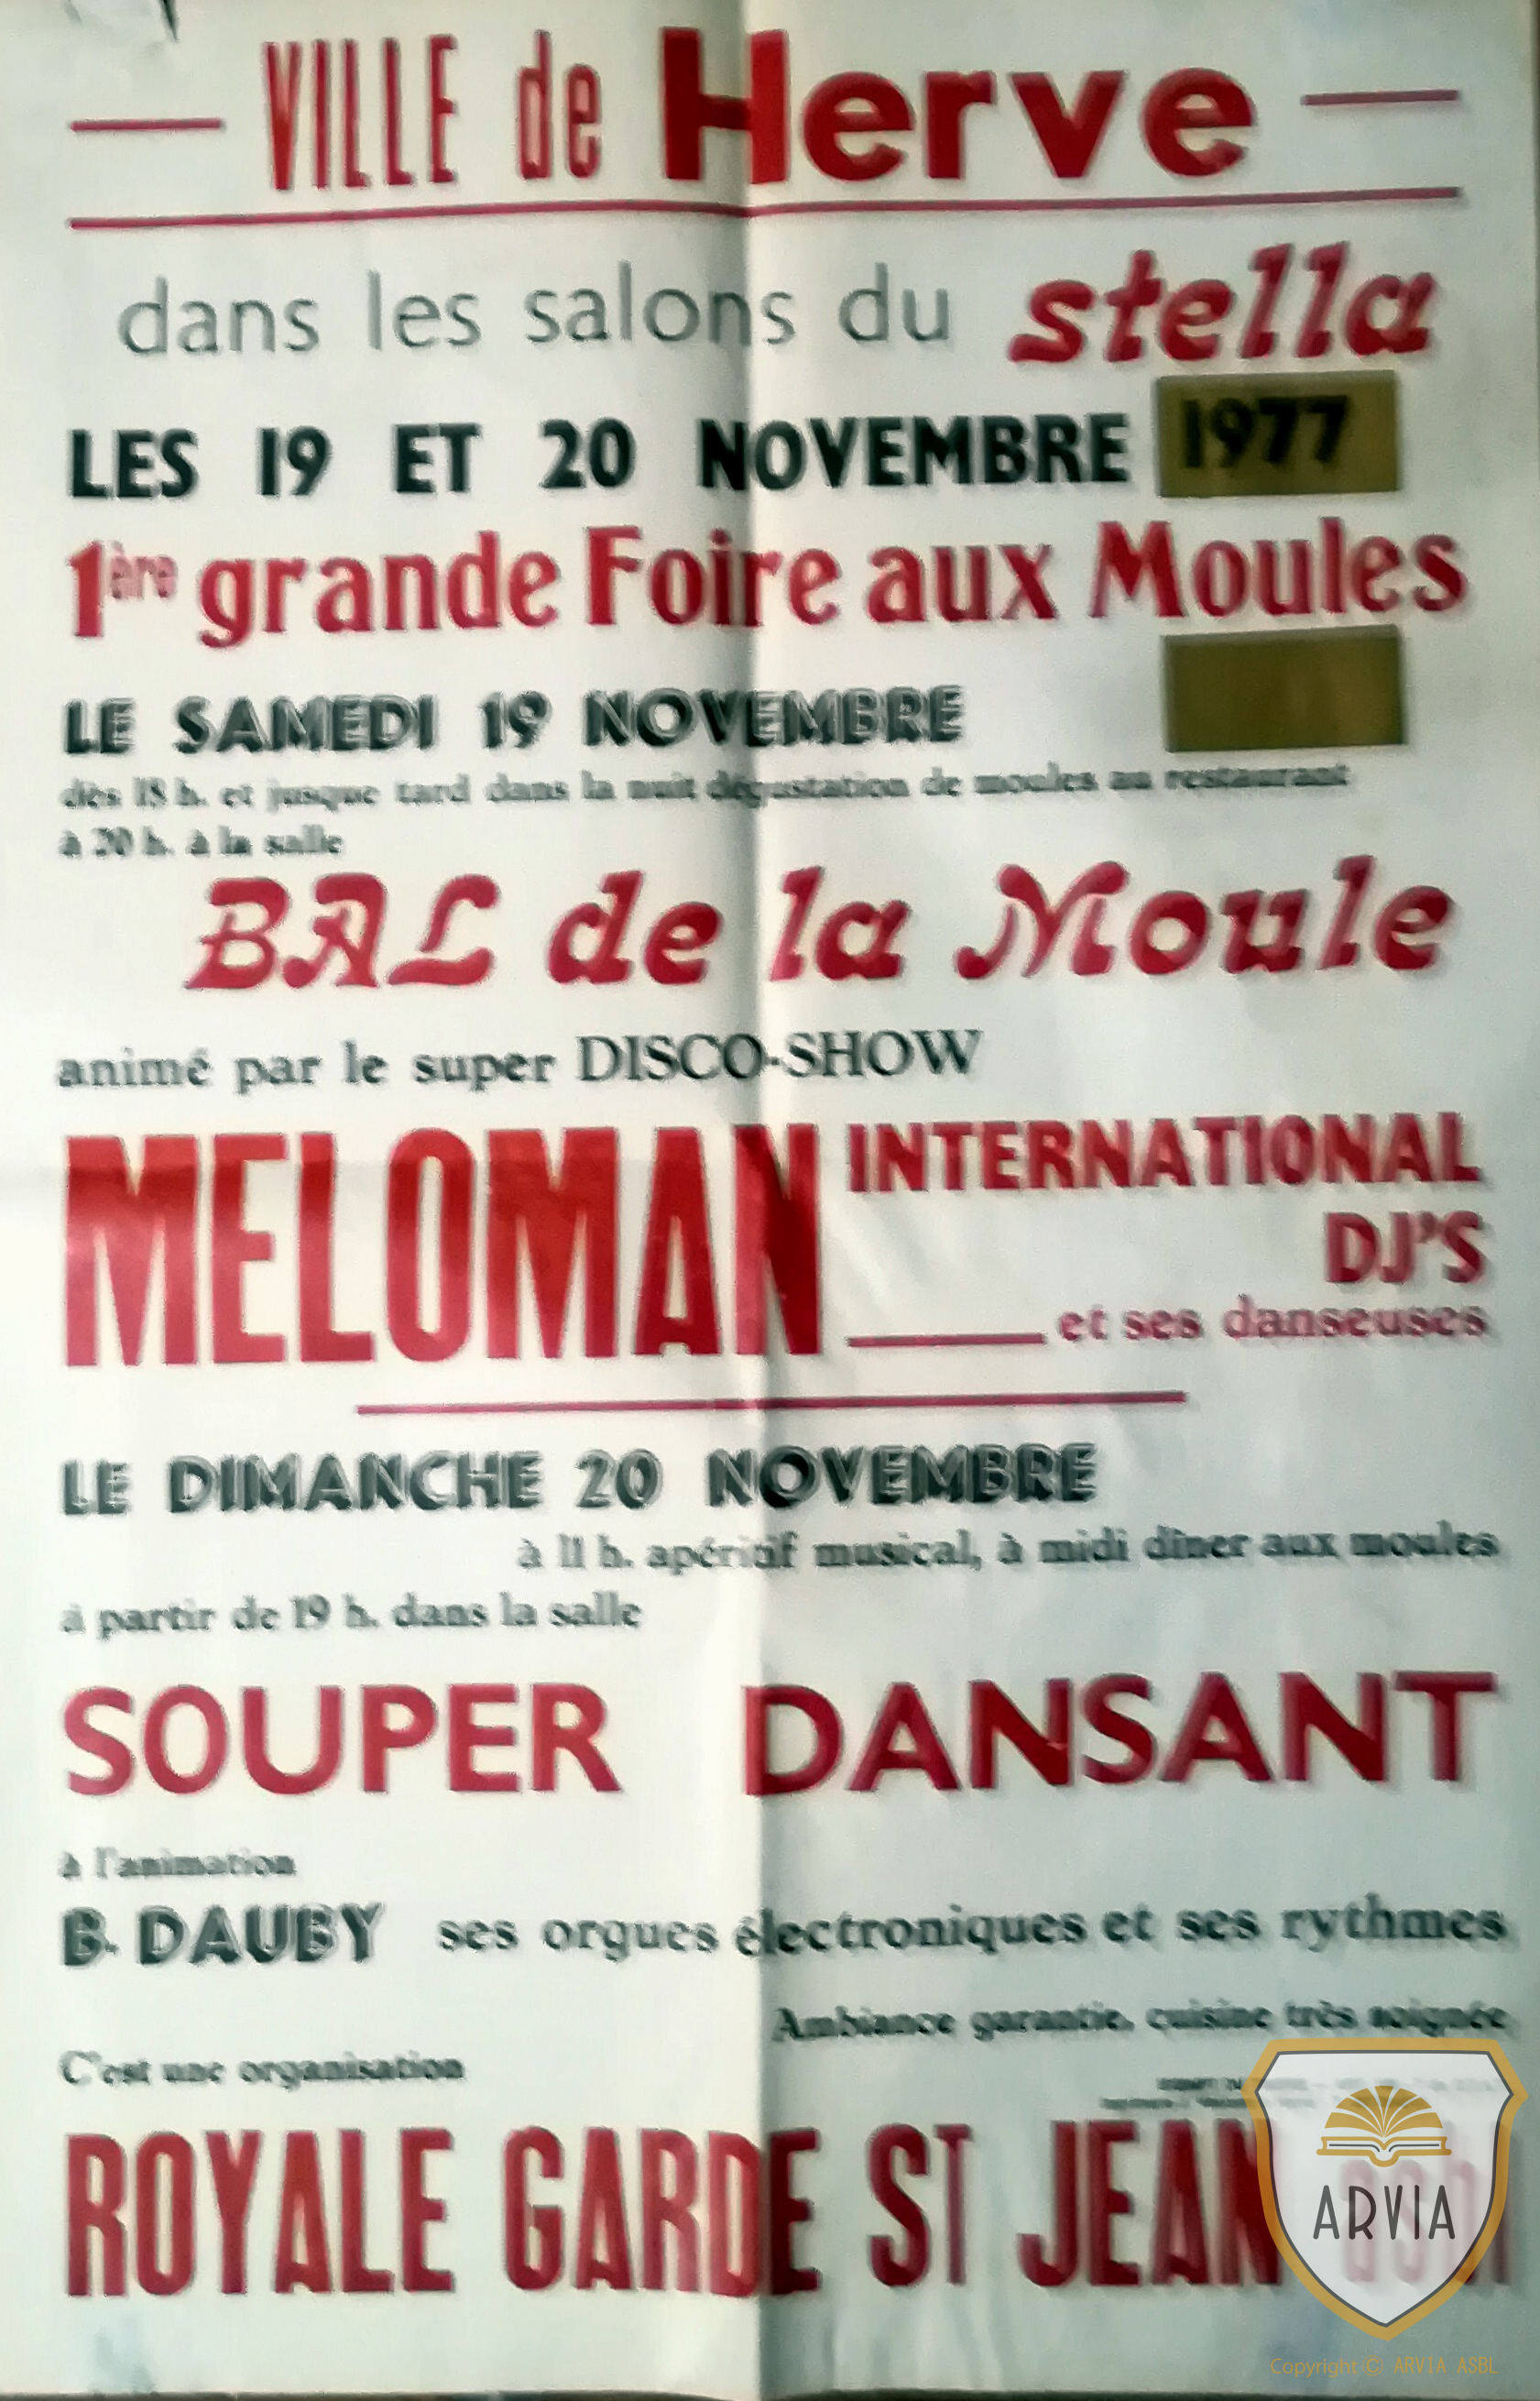 — VILLE de Herve —
dans les salons du stella
LES 19 ET 20 NOVEMBRE 1977
1ère grande Foire aux Moules
LE SAMEDI 19 NOVEMBRE
dès 18 h. et jusque tard dans la nuit dégustation de moules au restaurant
à 20 h. à la salle
BAL de la Moule
animé par le super DISCO-SHOW
MELOMAN INTERNATIONAL
DJ'S
et ses danseuses
LE DIMANCHE 20 NOVEMBRE
à 11 h. apéritif musical, à midi dîner aux moules
à partir de 19 h. dans la salle
SOUPER DANSANT
à l'animation
B. DAUBY ses orgues électroniques et ses rythmes
Ambiance garantie, cuisine très soignée
C'est une organisation
ROYALE GARDE ST JEAN
ARVIA
Copyright © ARVIA ASBL